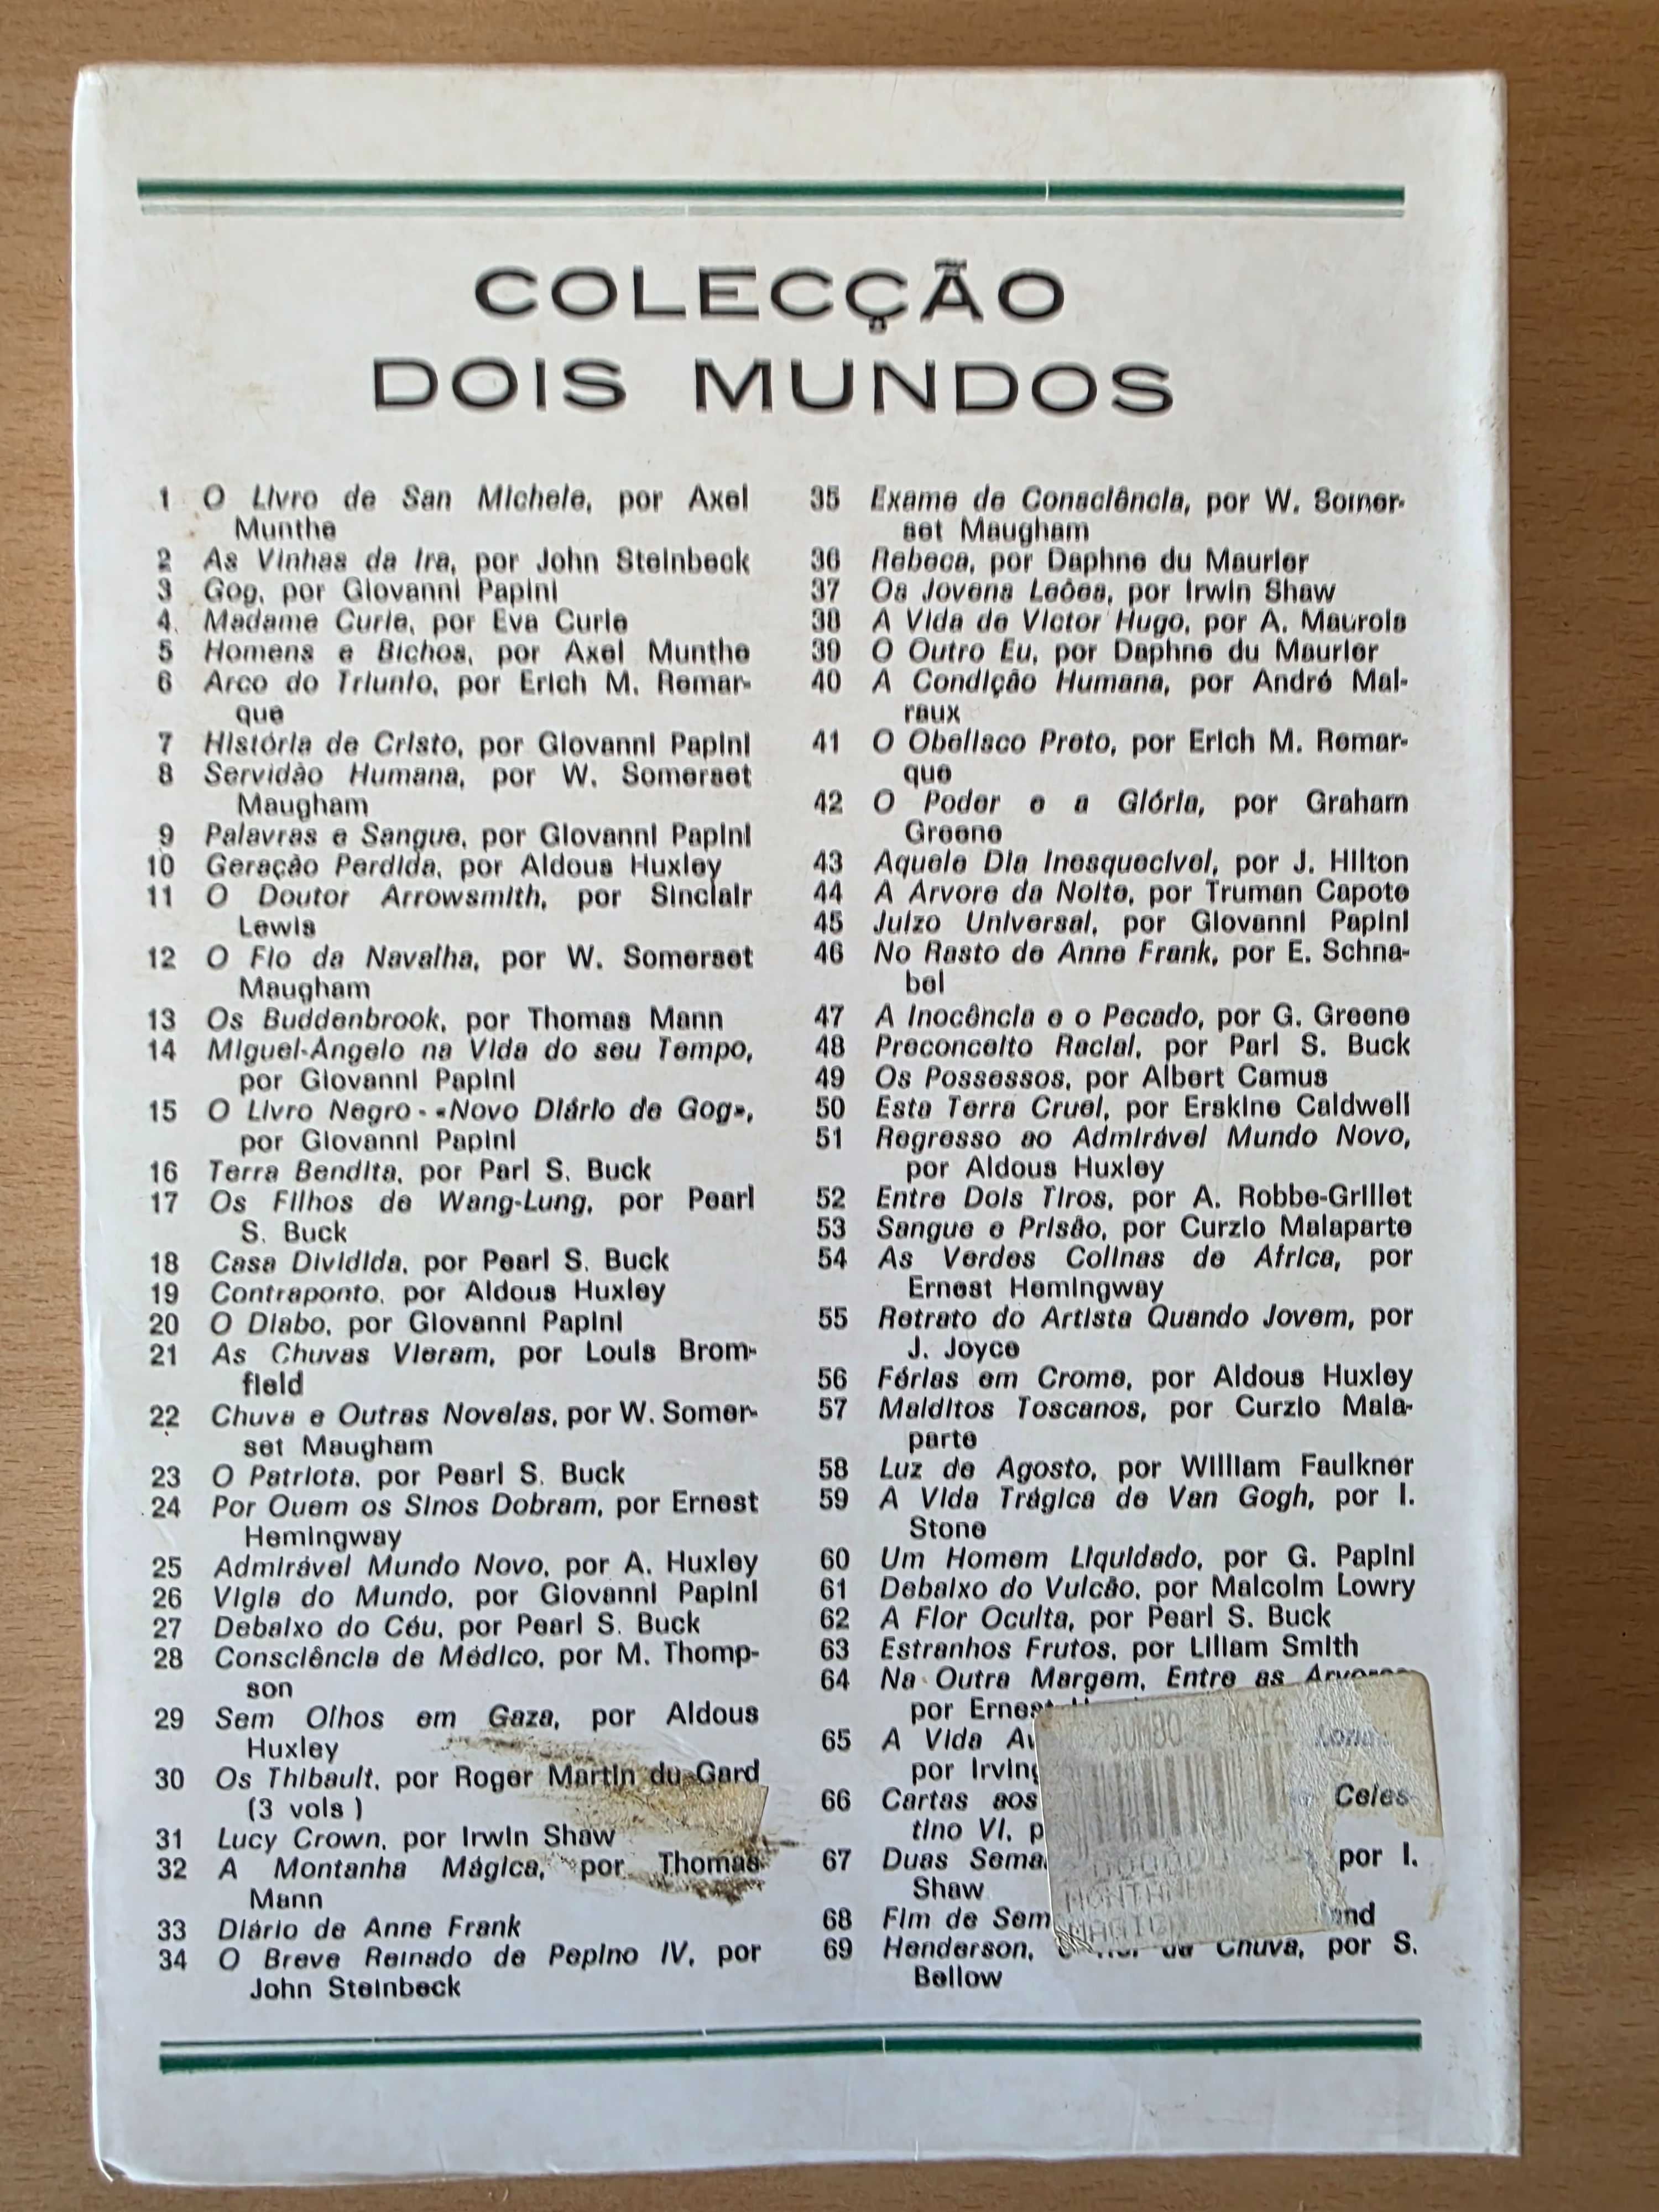 COLECÇÃO
DOIS MUNDOS
1 O Livro de San Michele, por Axel
Munthe
2 As Vinhas da Ira, por John Steinbeck
3 Gog, por Giovanni Papini
4 Madame Curie, por Eva Curie
5 Homens e Bichos, por Axel Munthe
6 Arco do Triunfo, por Erich M. Remar-
que
7 História de Cristo, por Giovanni Papini
8 Servidão Humana, por W. Somerset
Maugham
9 Palavras e Sangue, por Giovanni Papini
10 Geração Perdida, por Aldous Huxley
11 O Doutor Arrowsmith, por Sinclair
Lewis
12 O Fio da Navalha, por W. Somerset
Maugham
13 Os Buddenbrook, por Thomas Mann
14 Miguel-Angelo na Vida do seu Tempo,
por Giovanni Papini
15 O Livro Negro - «Novo Diário de Gog»,
por Giovanni Papini
16 Terra Bendita, por Parl S. Buck
17 Os Filhos de Wang-Lung, por Pearl
S. Buck
18 Casa Dividida, por Pearl S. Buck
19 Contraponto, por Aldous Huxley
20 O Diabo, por Giovanni Papini
21 As Chuvas Vieram, por Louis Brom-
field
22 Chuva e Outras Novelas, por W. Somer-
set Maugham
23 O Patriota, por Pearl S. Buck
24 Por Quem os Sinos Dobram, por Ernest
Hemingway
25 Admirável Mundo Novo, por A. Huxley
26 Vigia do Mundo, por Giovanni Papini
27 Debaixo do Céu, por Pearl S. Buck
28 Consciência de Médico, por M. Thomp-
son
29 Sem Olhos em Gaza, por Aldous
Huxley
30 Os Thibault, por Roger Martin du Gard
(3 vols )
31 Lucy Crown, por Irwin Shaw
32 A Montanha Mágica, por Thomas
Mann
33 Diário de Anne Frank
34 O Breve Reinado de Pepino IV, por
John Steinbeck
35 Exame de Consciência, por W. Somer-
set Maugham
36 Rebeca, por Daphne du Maurier
37 Os Jovens Leões, por Irwin Shaw
38 A Vida de Victor Hugo, por A. Maurois
39 O Outro Eu, por Daphne du Maurier
40 A Condição Humana, por André Mal-
raux
41 O Obelisco Preto, por Erich M. Remar-
que
42 O Poder e a Glória, por Graham
Greene
43 Aquele Dia Inesquecível, por J. Hilton
44 A Arvore da Noite, por Truman Capote
45 Juízo Universal, por Giovanni Papini
46 No Rasto de Anne Frank, por E. Schna-
bel
47 A Inocência e o Pecado, por G. Greene
48 Preconceito Racial, por Parl S. Buck
49 Os Possessos, por Albert Camus
50 Esta Terra Cruel, por Erskine Caldwell
51 Regresso ao Admirável Mundo Novo,
por Aldous Huxley
52 Entre Dois Tiros, por A. Robbe-Grillet
53 Sangue e Prisão, por Curzio Malaparte
54 As Verdes Colinas de Africa, por
Ernest Hemingway
55 Retrato do Artista Quando Jovem, por
J. Joyce
56 Férias em Crome, por Aldous Huxley
57 Malditos Toscanos, por Curzio Mala-
parte
58 Luz de Agosto, por William Faulkner
59 A Vida Trágica de Van Gogh, por I.
Stone
60 Um Homem Liquidado, por G. Papini
61 Debaixo do Vulcão, por Malcolm Lowry
62 A Flor Oculta, por Pearl S. Buck
63 Estranhos Frutos, por Liliam Smith
64 Na Outra Margem, Entre as Arvores,
por Ernest
65 A Vida
por Irving
66 Cartas aos Celes-
tino VI,
67 Duas por I.
Shaw
68 Fim de
69 Henderson, da Chuva, por S.
Bellow
JUMBO MAIA